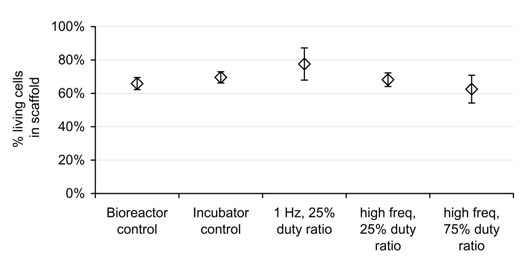 % living cells
in scaffold
100%
80%
60%
40%
20%
0%
Bioreactor
control
Incubator
control
1 Hz, 25%
duty ratio
high freq,
25% duty
ratio
high freq,
75% duty
ratio